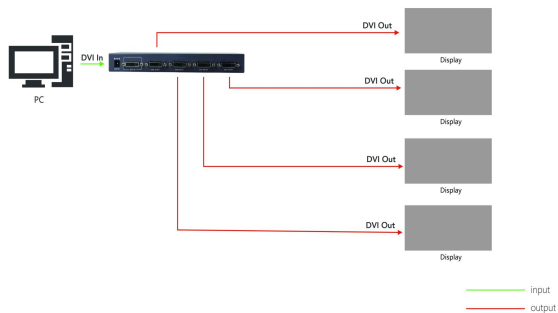 DVI Out
Display
DVI In
PC
DVI Out
Display
DVI Out
Display
DVI Out
Display
input
output